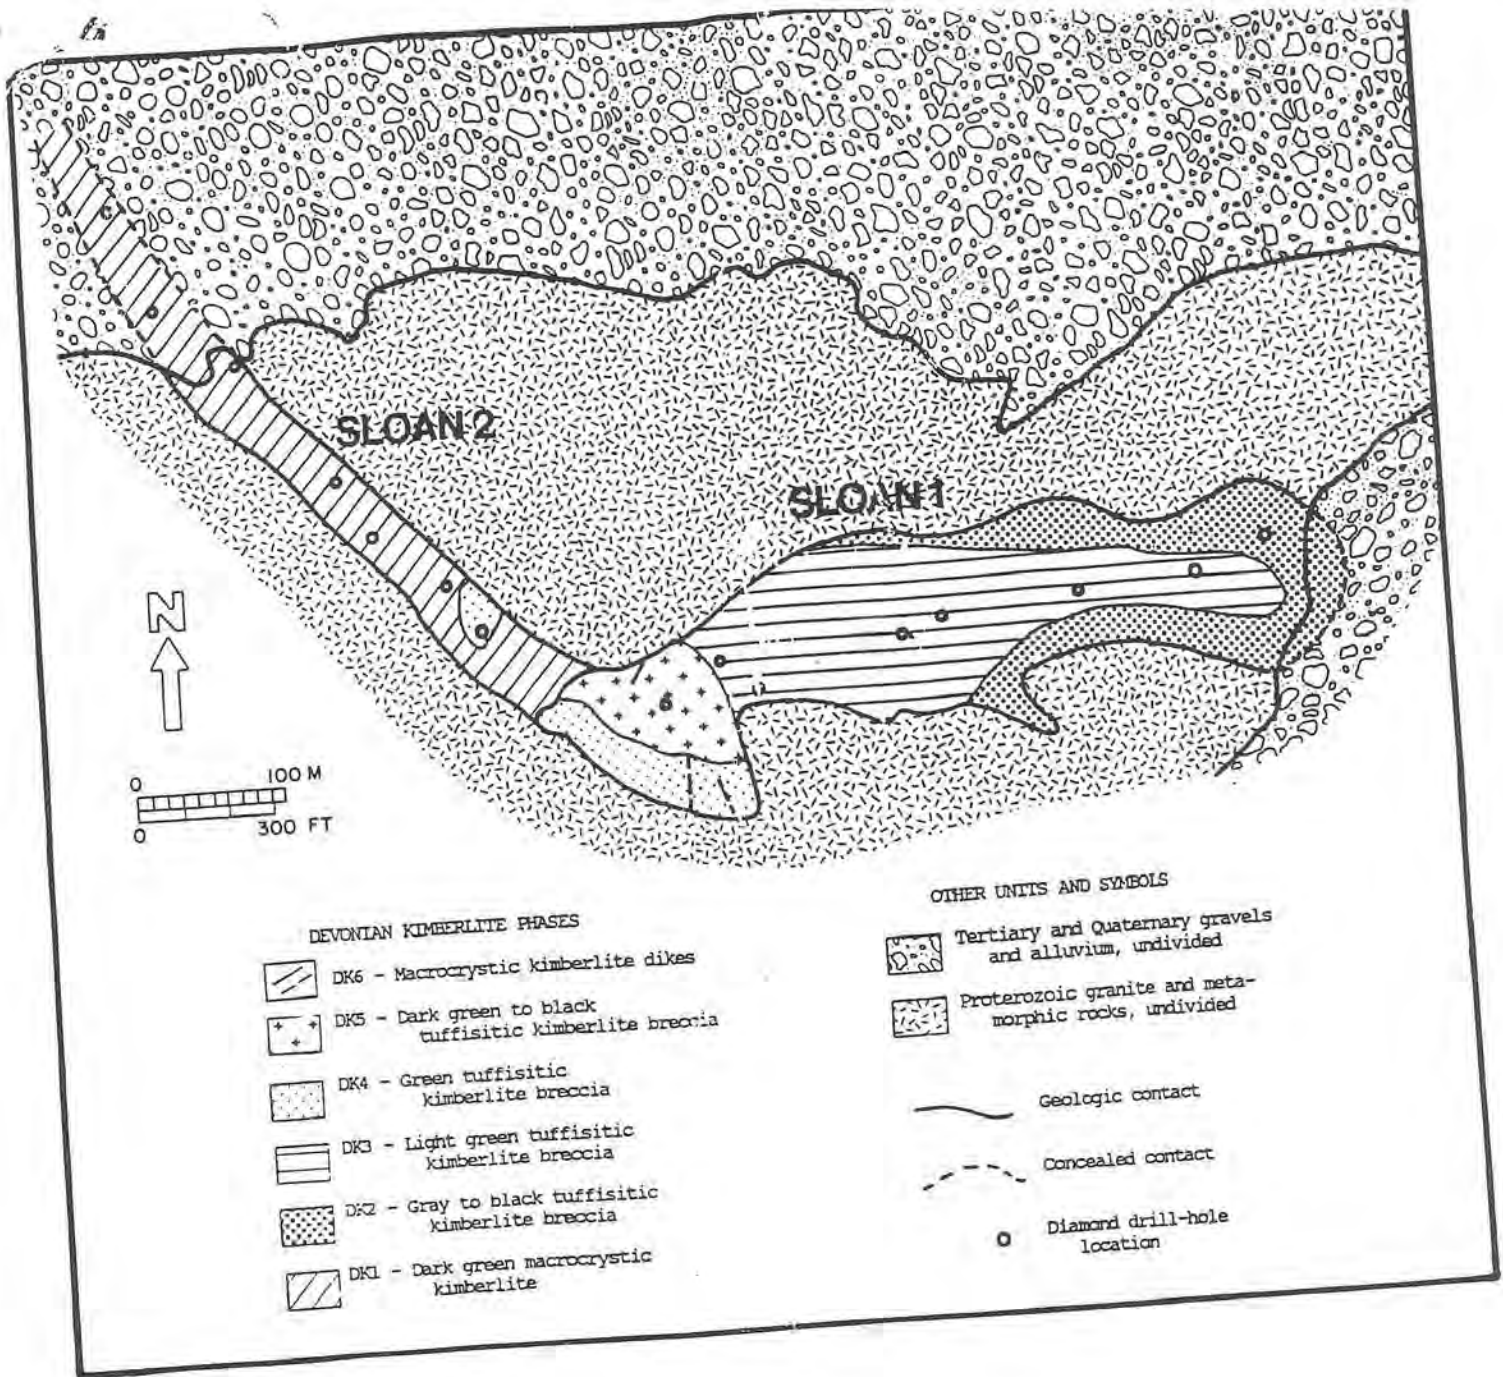 SLOAN 2
SLOAN 1
N
0 100 M
0 300 FT
DEVONIAN KIMBERLITE PHASES
DK6 - Macrocrystic kimberlite dikes
DK5 - Dark green to black
tuffisitic kimberlite breccia
DK4 - Green tuffisitic
kimberlite breccia
DK3 - Light green tuffisitic
kimberlite breccia
DK2 - Gray to black tuffisitic
kimberlite breccia
DK1 - Dark green macrocrystic
kimberlite
OTHER UNITS AND SYMBOLS
Tertiary and Quaternary gravels
and alluvium, undivided
Proterozoic granite and meta-
morphic rocks, undivided
Geologic contact
Concealed contact
Diamond drill-hole
location